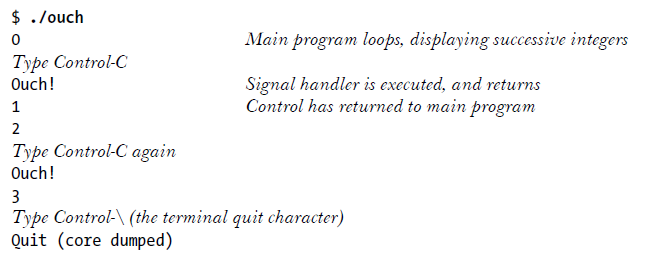 $ ./ouch
0 Main program loops, displaying successive integers
Type Control-C
Ouch! Signal handler is executed, and returns
1 Control has returned to main program
2
Type Control-C again
Ouch!
3
Type Control-\ (the terminal quit character)
Quit (core dumped)